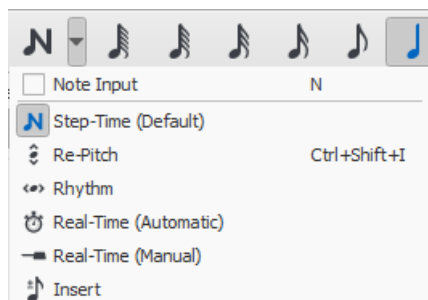 Note Input N
Step-Time (Default)
Re-Pitch Ctrl+Shift+I
Rhythm
Real-Time (Automatic)
Real-Time (Manual)
Insert